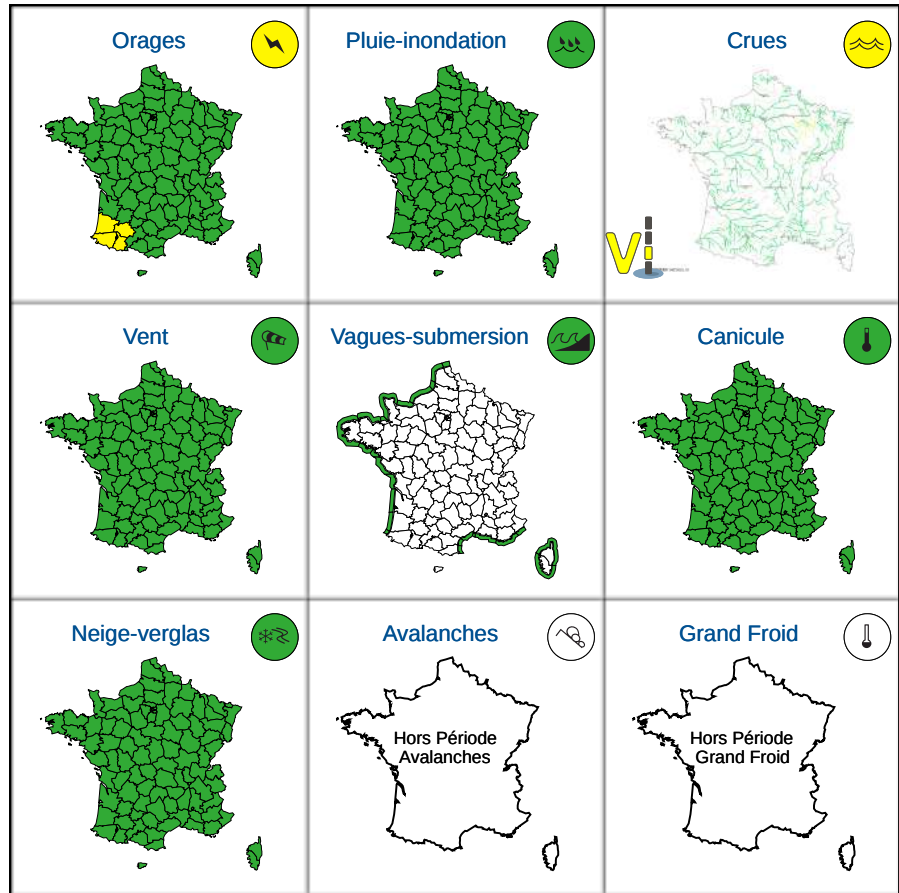 Orages
Pluie-inondation
Crues
Vi
Vent
Vagues-submersion
Canicule
Neige-verglas
Avalanches
Grand Froid
Hors Période
Avalanches
Hors Période
Grand Froid